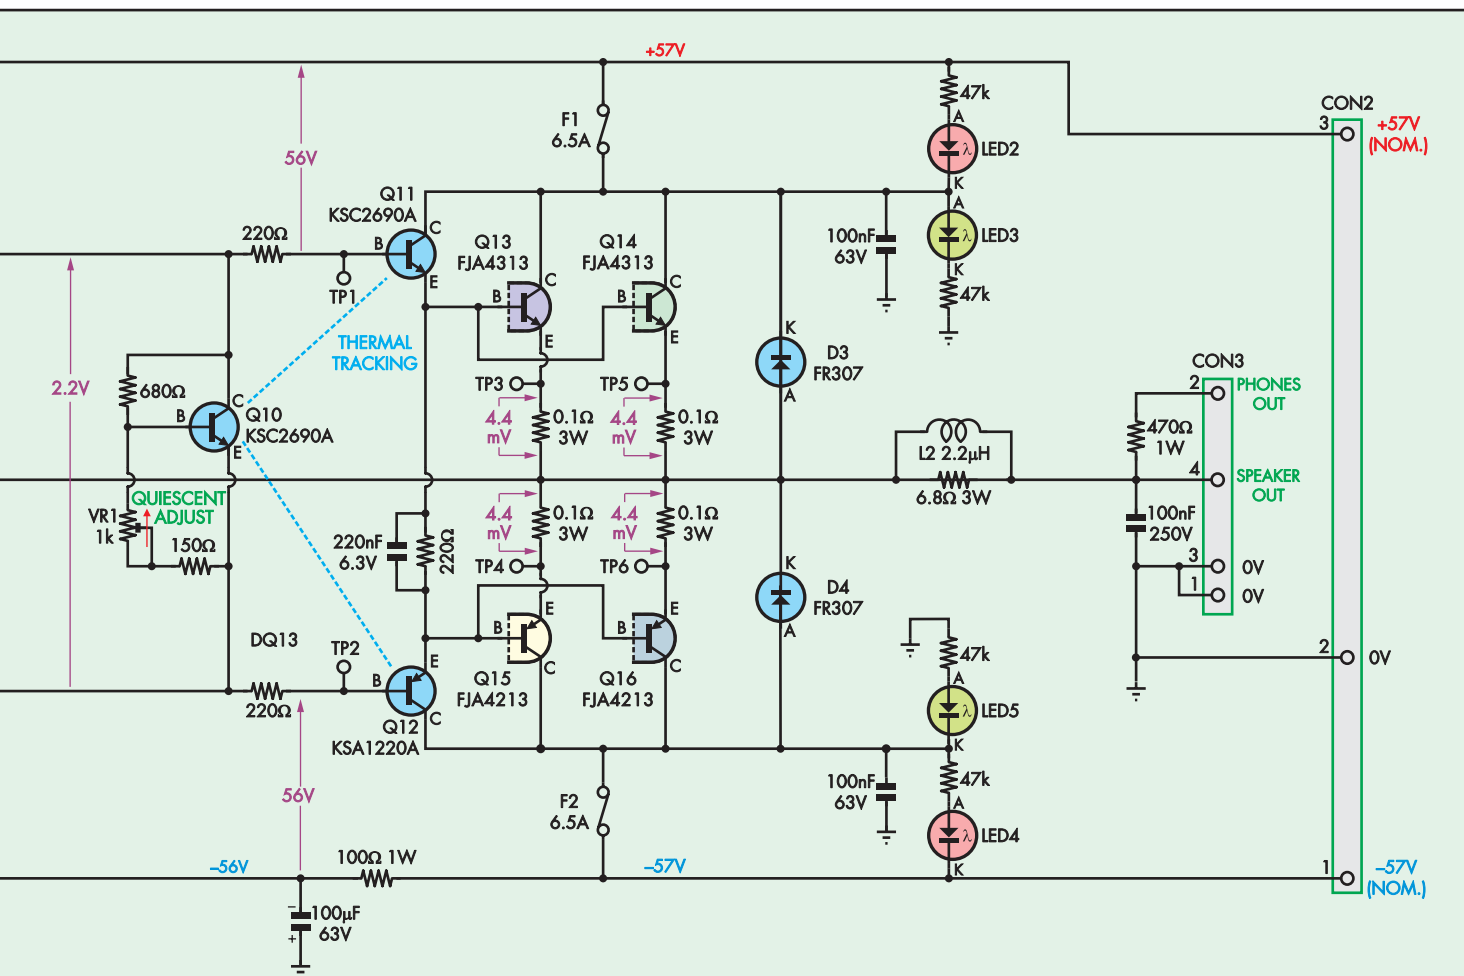 +57V
47k
A
LED2
K
A
LED3
K
47k
F1
6.5A
CON2
3
+57V
(NOM.)
56V
Q11
KSC2690A
C
B
E
220Ω
TP1
Q13
FJA4313
C
B
E
Q14
FJA4313
C
B
E
100nF
63V
THERMAL
TRACKING
2.2V
680Ω
C
Q10
KSC2690A
B
E
TP3
4.4
mV
0.1Ω
3W
TP5
4.4
mV
0.1Ω
3W
K
D3
FR307
A
CON3
2
PHONES
OUT
470Ω
1W
4
SPEAKER
OUT
L2 2.2µH
6.8Ω 3W
QUIESCENT
ADJUST
VR1
1k
150Ω
220nF
6.3V
220Ω
4.4
mV
0.1Ω
3W
TP4
4.4
mV
0.1Ω
3W
TP6
100nF
250V
3
0V
1
0V
K
D4
FR307
A
DQ13
TP2
220Ω
B
E
C
Q12
KSA1220A
E
B
C
Q15
FJA4213
E
B
C
Q16
FJA4213
47k
A
LED5
K
47k
A
LED4
K
2
0V
100nF
63V
56V
F2
6.5A
–56V
100Ω 1W
–57V
1
–57V
(NOM.)
–
100µF
63V
+
λ
λ
λ
λ